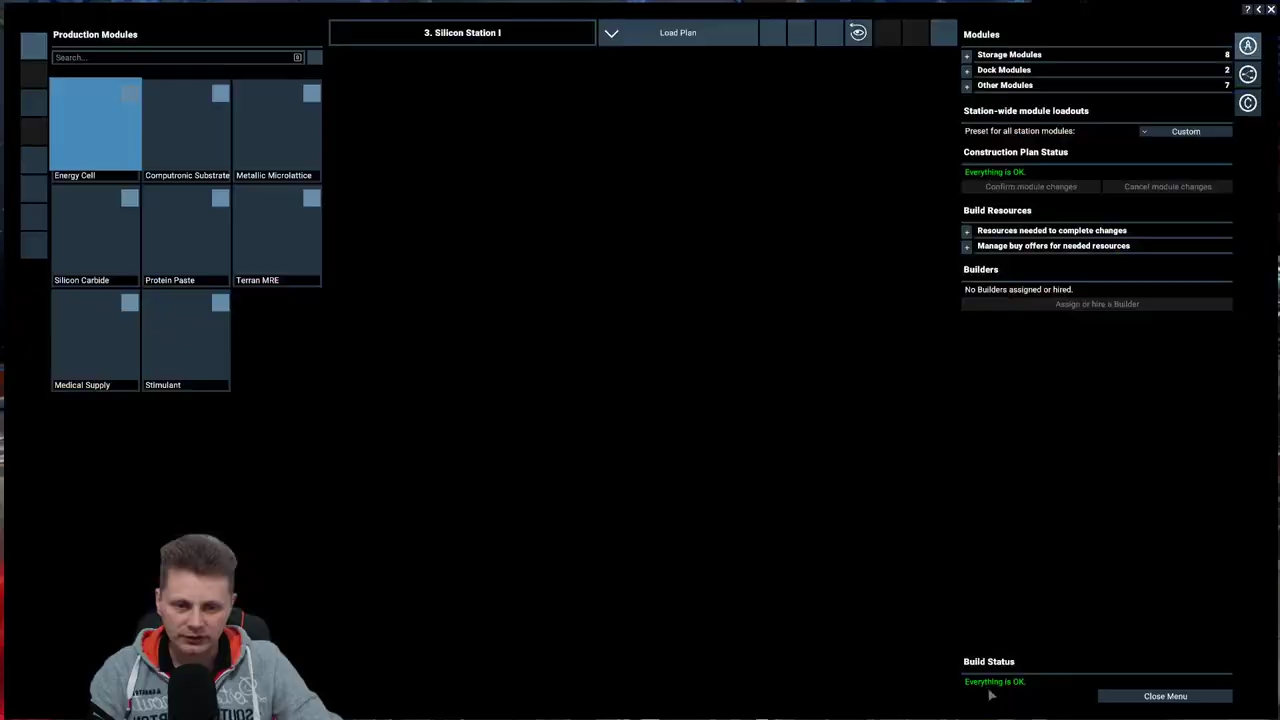 Production Modules
Search...
Energy Cell
Computronic Substrate
Metallic Microlattice
Silicon Carbide
Protein Paste
Terran MRE
Medical Supply
Stimulant
3. Silicon Station I
Load Plan
?
Modules
+ Storage Modules 8
+ Dock Modules 2
+ Other Modules 7
Station-wide module loadouts
Preset for all station modules: Custom
Construction Plan Status
Everything is OK.
Confirm module changes Cancel module changes
Build Resources
+ Resources needed to complete changes
+ Manage buy offers for needed resources
Builders
No Builders assigned or hired.
Assign or hire a Builder
Build Status
Everything is OK.
Close Menu